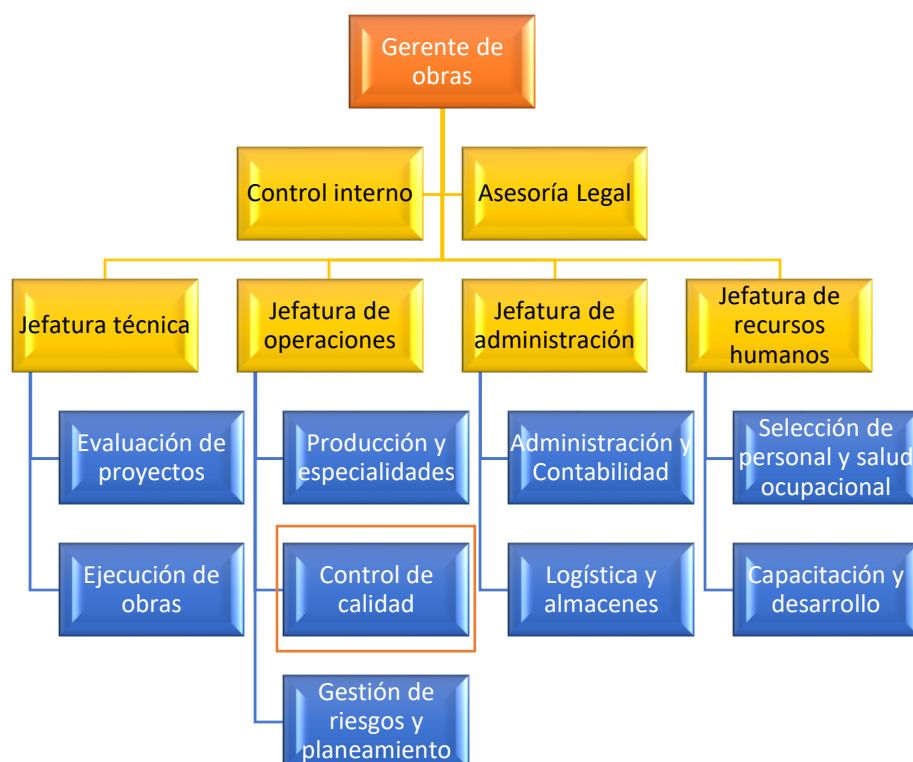 Gerente de
obras
Control interno
Asesoría Legal
Jefatura técnica
Jefatura de
operaciones
Jefatura de
administración
Jefatura de
recursos
humanos
Evaluación de
proyectos
Producción y
especialidades
Administración y
Contabilidad
Selección de
personal y salud
ocupacional
Ejecución de
obras
Control de
calidad
Logística y
almacenes
Capacitación y
desarrollo
Gestión de
riesgos y
planeamiento